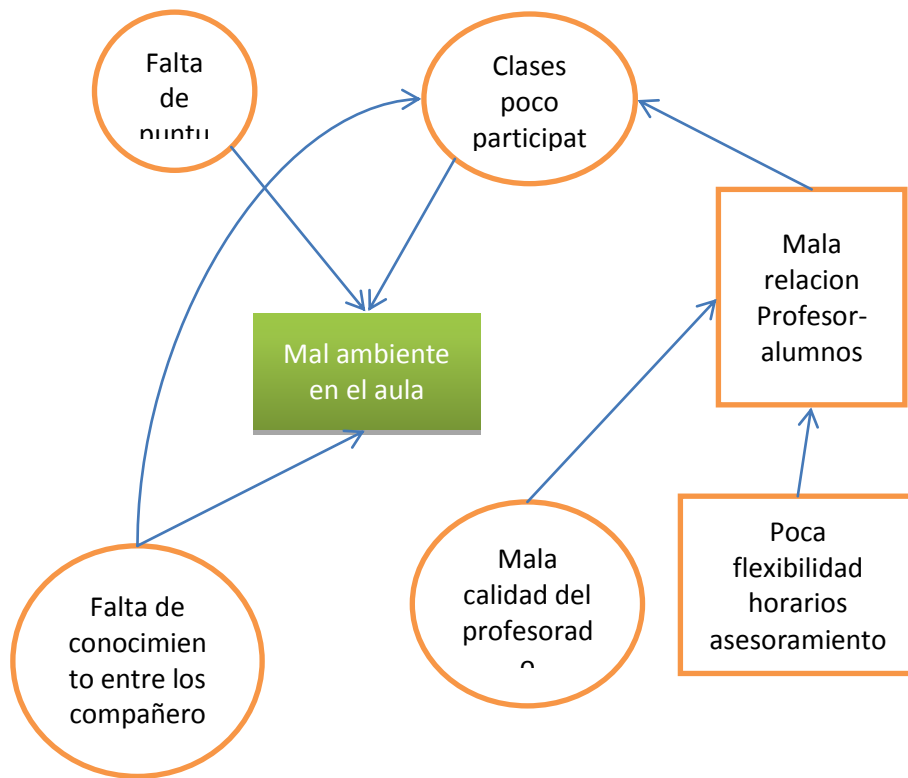 Falta
de
puntu
Clases
poco
participat
Mala
relacion
Profesor-
alumnos
Mal ambiente
en el aula
Falta de
conocimien
to entre los
compañero
Mala
calidad del
profesorad
o
Poca
flexibilidad
horarios
asesoramiento